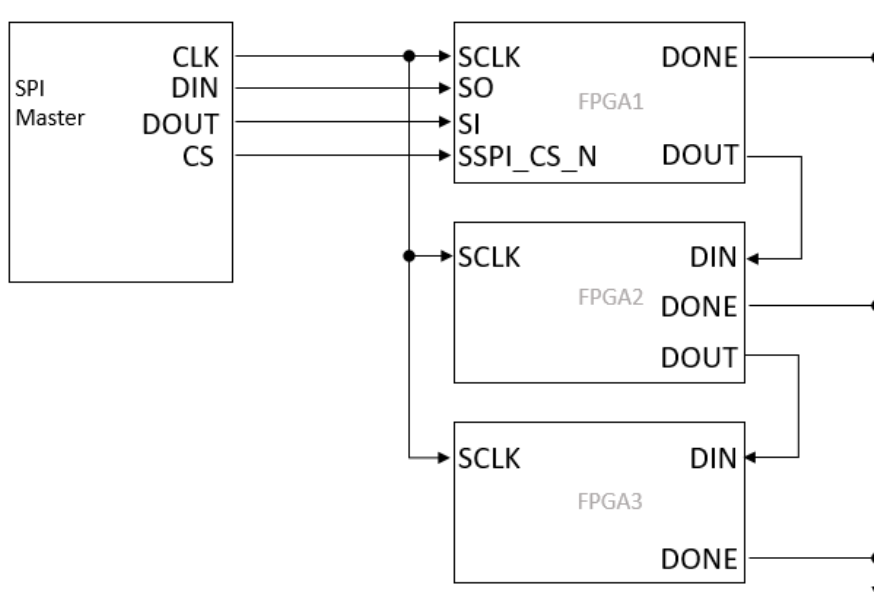 SPI
Master
CLK
DIN
DOUT
CS
SCLK
SO
SI
SSPI_CS_N
FPGA1
DONE
DOUT
SCLK
FPGA2
DIN
DONE
DOUT
SCLK
FPGA3
DIN
DONE